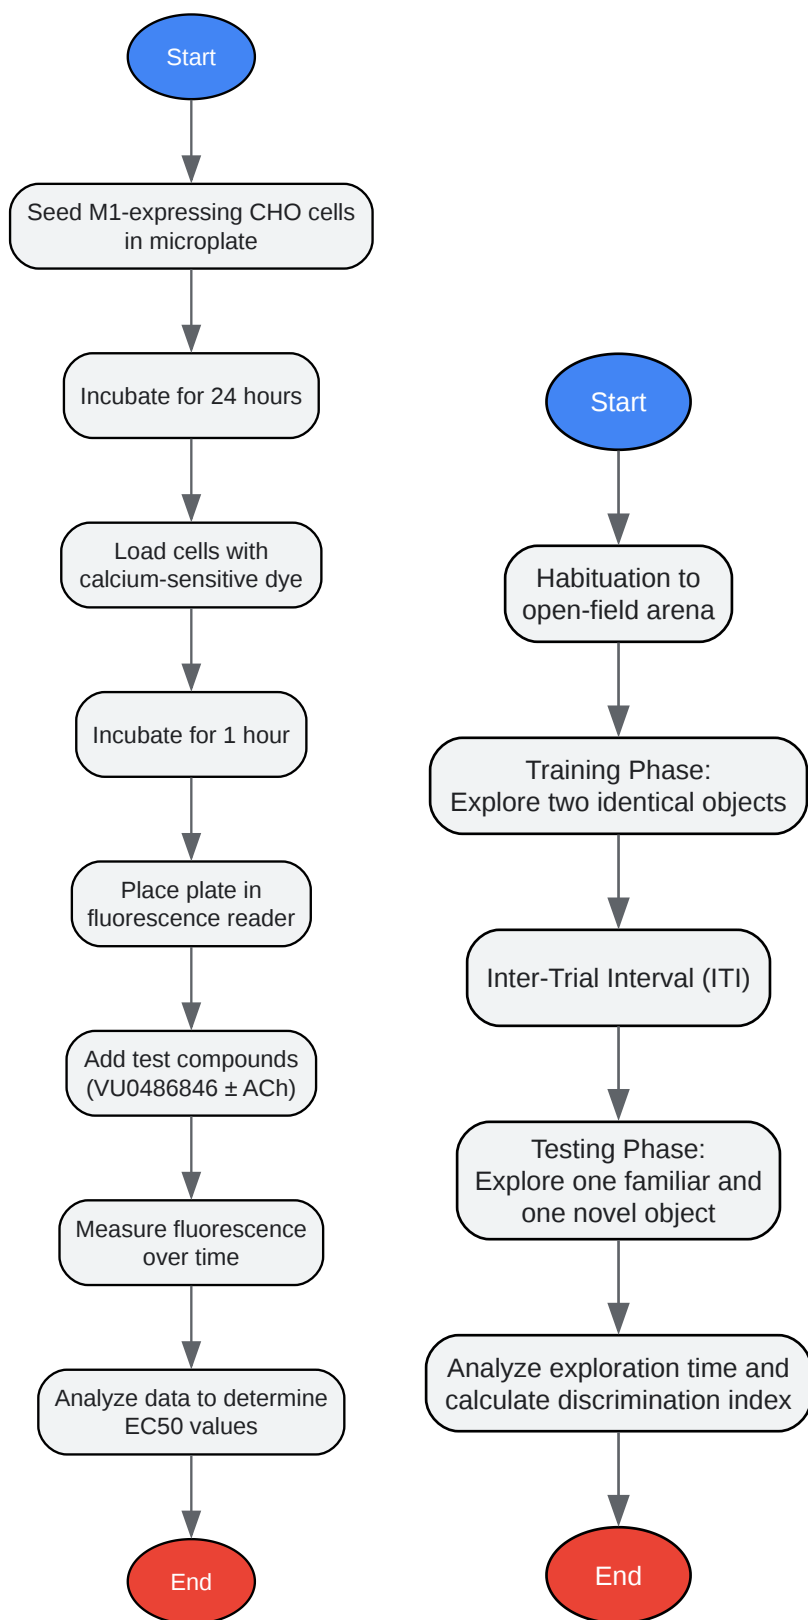 Start
Seed M1-expressing CHO cells
in microplate
Incubate for 24 hours
Load cells with
calcium-sensitive dye
Incubate for 1 hour
Place plate in
fluorescence reader
Add test compounds
(VU0486846 ± ACh)
Measure fluorescence
over time
Analyze data to determine
EC50 values
End
Start
Habituation to
open-field arena
Training Phase:
Explore two identical objects
Inter-Trial Interval (ITI)
Testing Phase:
Explore one familiar and
one novel object
Analyze exploration time and
calculate discrimination index
End